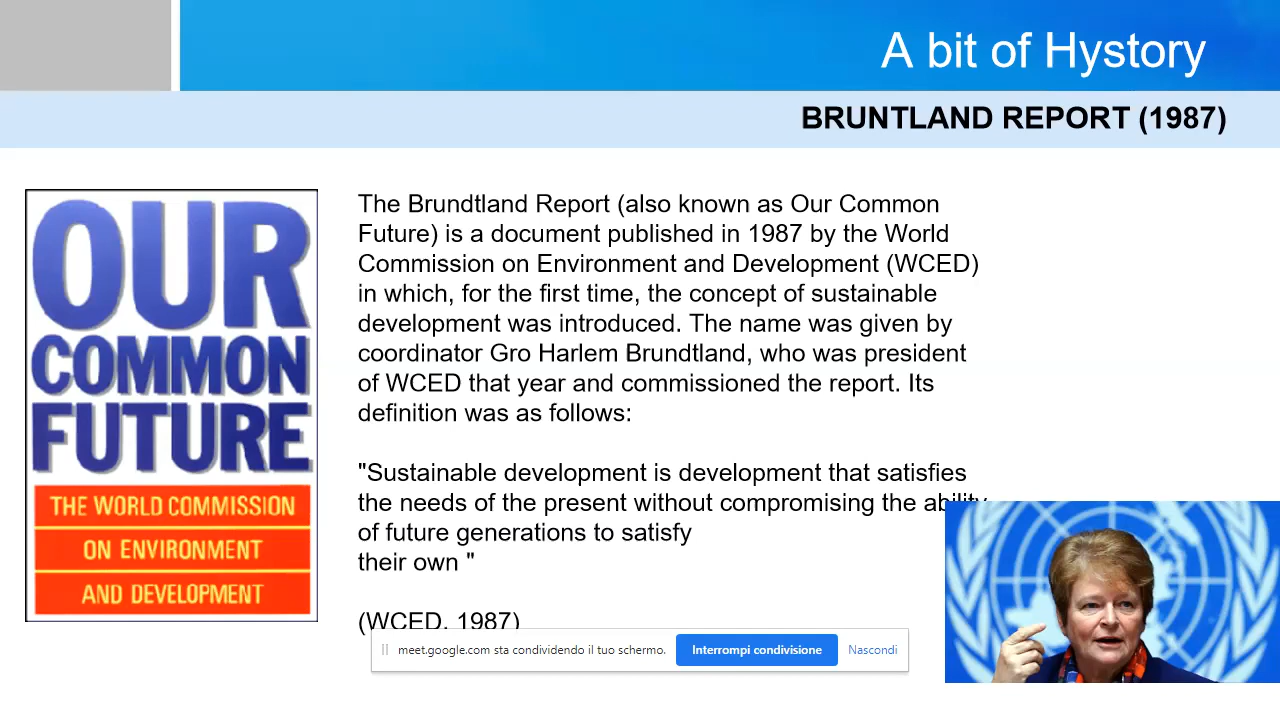 A bit of Hystory
BRUNTLAND REPORT (1987)
OUR
COMMON
FUTURE
THE WORLD COMMISSION
ON ENVIRONMENT
AND DEVELOPMENT
The Brundtland Report (also known as Our Common
Future) is a document published in 1987 by the World
Commission on Environment and Development (WCED)
in which, for the first time, the concept of sustainable
development was introduced. The name was given by
coordinator Gro Harlem Brundtland, who was president
of WCED that year and commissioned the report. Its
definition was as follows:
"Sustainable development is development that satisfies
the needs of the present without compromising the ability
of future generations to satisfy
their own "
(WCED, 1987)
meet.google.com sta condividendo il tuo schermo.
Interrompi condivisione
Nascondi